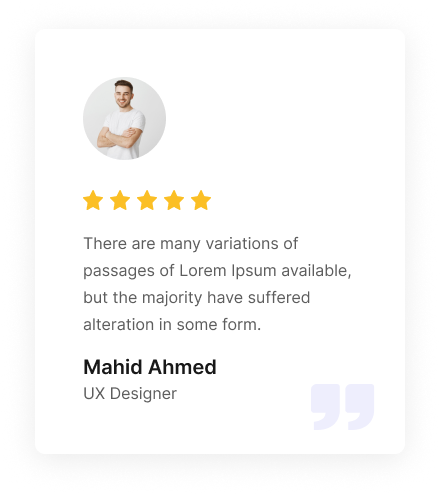 There are many variations of
passages of Lorem Ipsum available,
but the majority have suffered
alteration in some form.
Mahid Ahmed
UX Designer